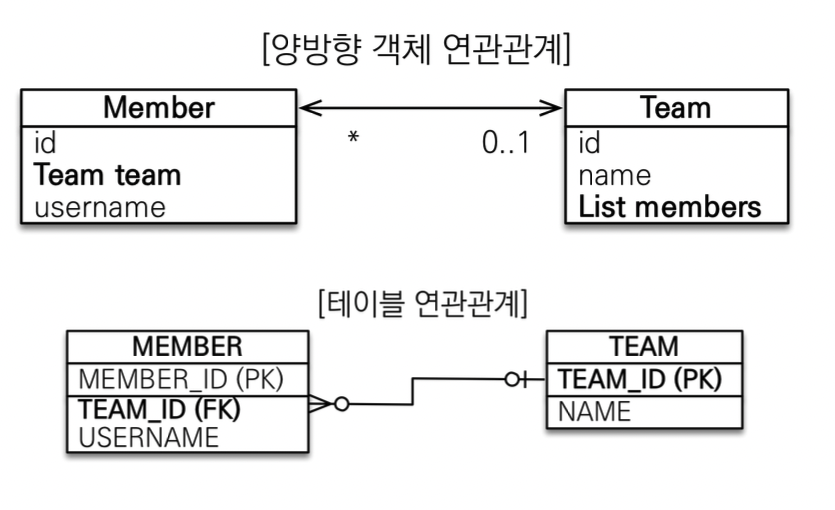 [양방향 객체 연관관계]
Member
id
Team team
username
*
0..1
Team
id
name
List members
[테이블 연관관계]
MEMBER
MEMBER_ID (PK)
TEAM_ID (FK)
USERNAME
TEAM
TEAM_ID (PK)
NAME